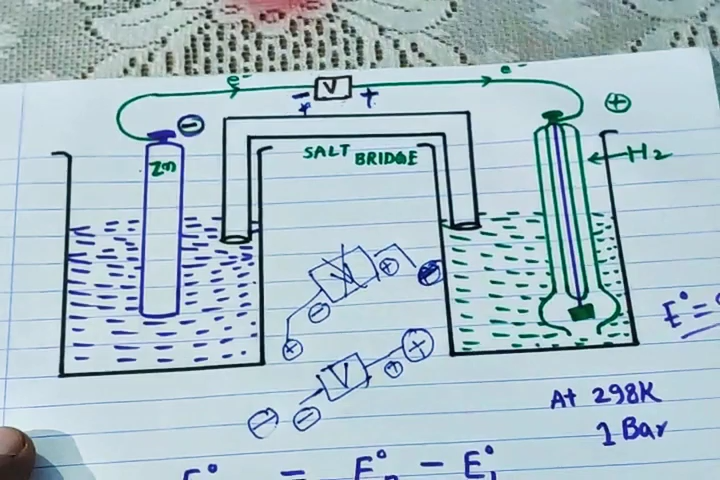 e⁻ V e⁻
− + ⊕
⊖
Zn
SALT BRIDGE
H₂
V ⊕
⊖
⊕
V ⊕ ⊕
⊖ ⊖
E° =
At 298K
1 Bar
E° = E° - E°